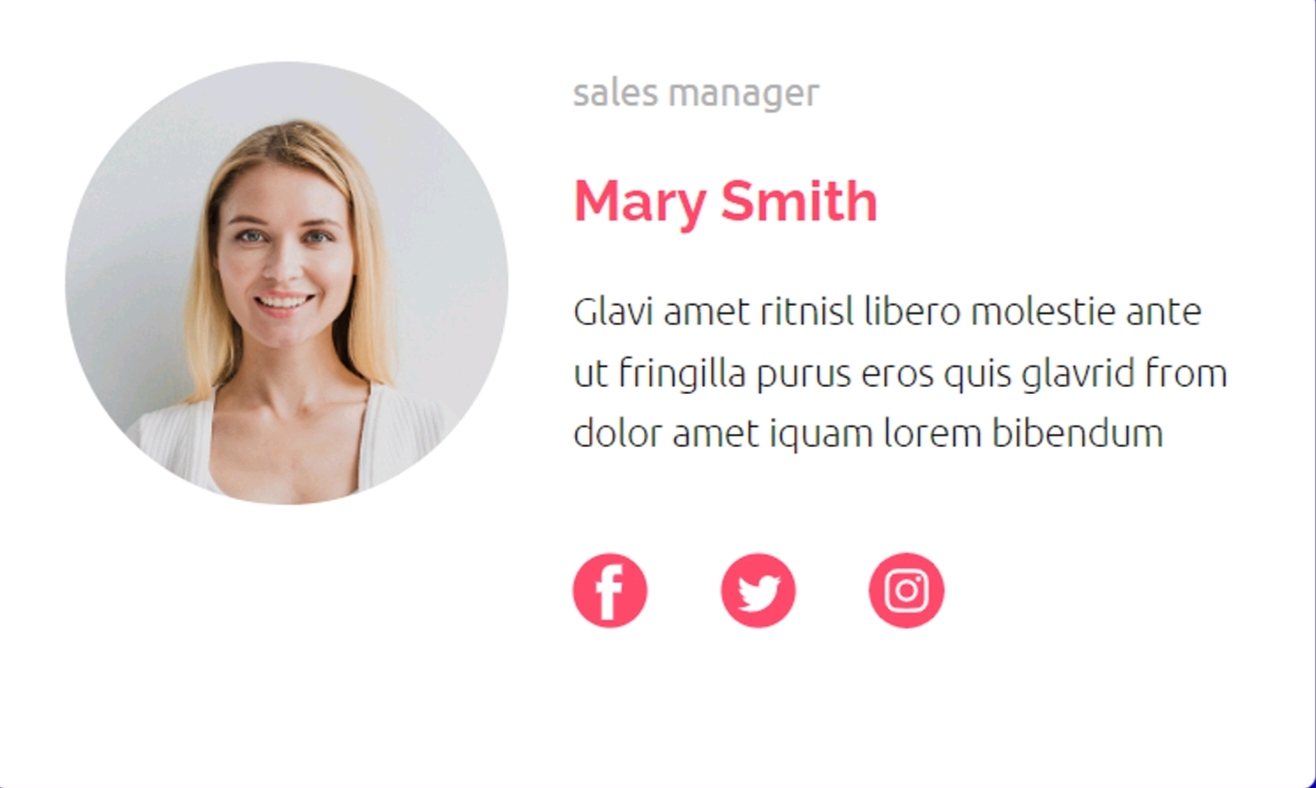 sales manager
Mary Smith
Glavi amet ritnisl libero molestie ante
ut fringilla purus eros quis glavrid from
dolor amet iquam lorem bibendum